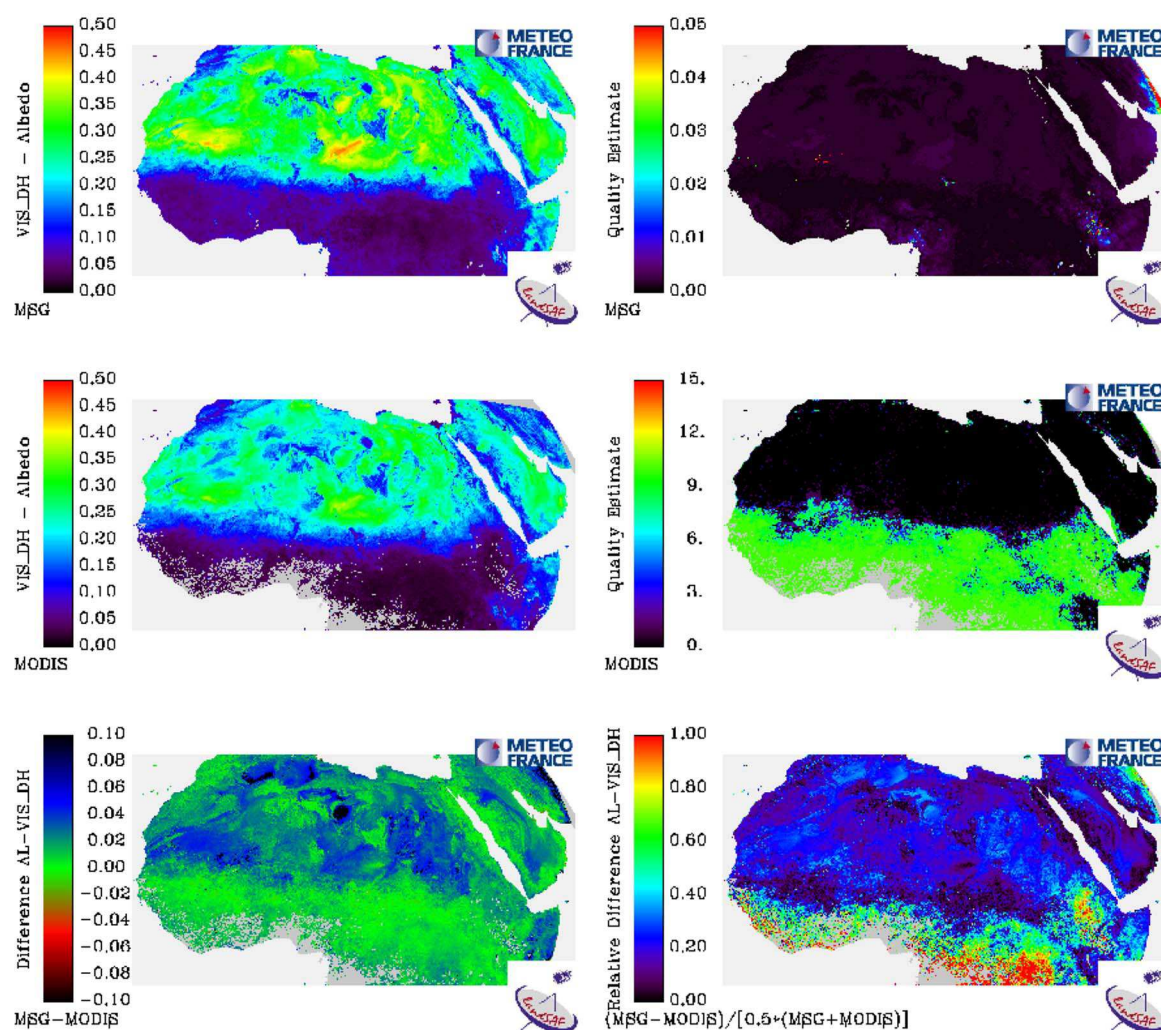 0.50
0.45
0.40
0.35
0.30
0.25
0.20
0.15
0.10
0.05
0.00
VIS_DH - Albedo
MSG
METEO
FRANCE
LandSAF
0.05
0.04
0.03
0.02
0.01
0.00
Quality Estimate
MSG
METEO
FRANCE
LandSAF
0.50
0.45
0.40
0.35
0.30
0.25
0.20
0.15
0.10
0.05
0.00
VIS_DH - Albedo
MODIS
15.
12.
9.
6.
3.
0.
Quality Estimate
MODIS
METEO
FRANCE
LandSAF
0.10
0.08
0.06
0.04
0.02
0.00
-0.02
-0.04
-0.06
-0.08
-0.10
Difference AL-VIS_DH
MSG-MODIS
METEO
FRANCE
LandSAF
1.00
0.80
0.60
0.40
0.20
0.00
Relative Difference AL-VIS_DH
(MSG-MODIS)/[0.5*(MSG+MODIS)]
METEO
FRANCE
LandSAF